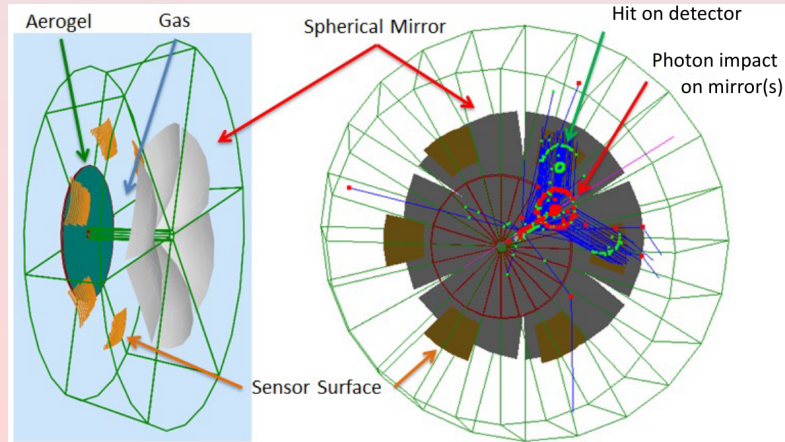 Aerogel
Gas
Spherical Mirror
Hit on detector
Photon impact
on mirror(s)
Sensor Surface